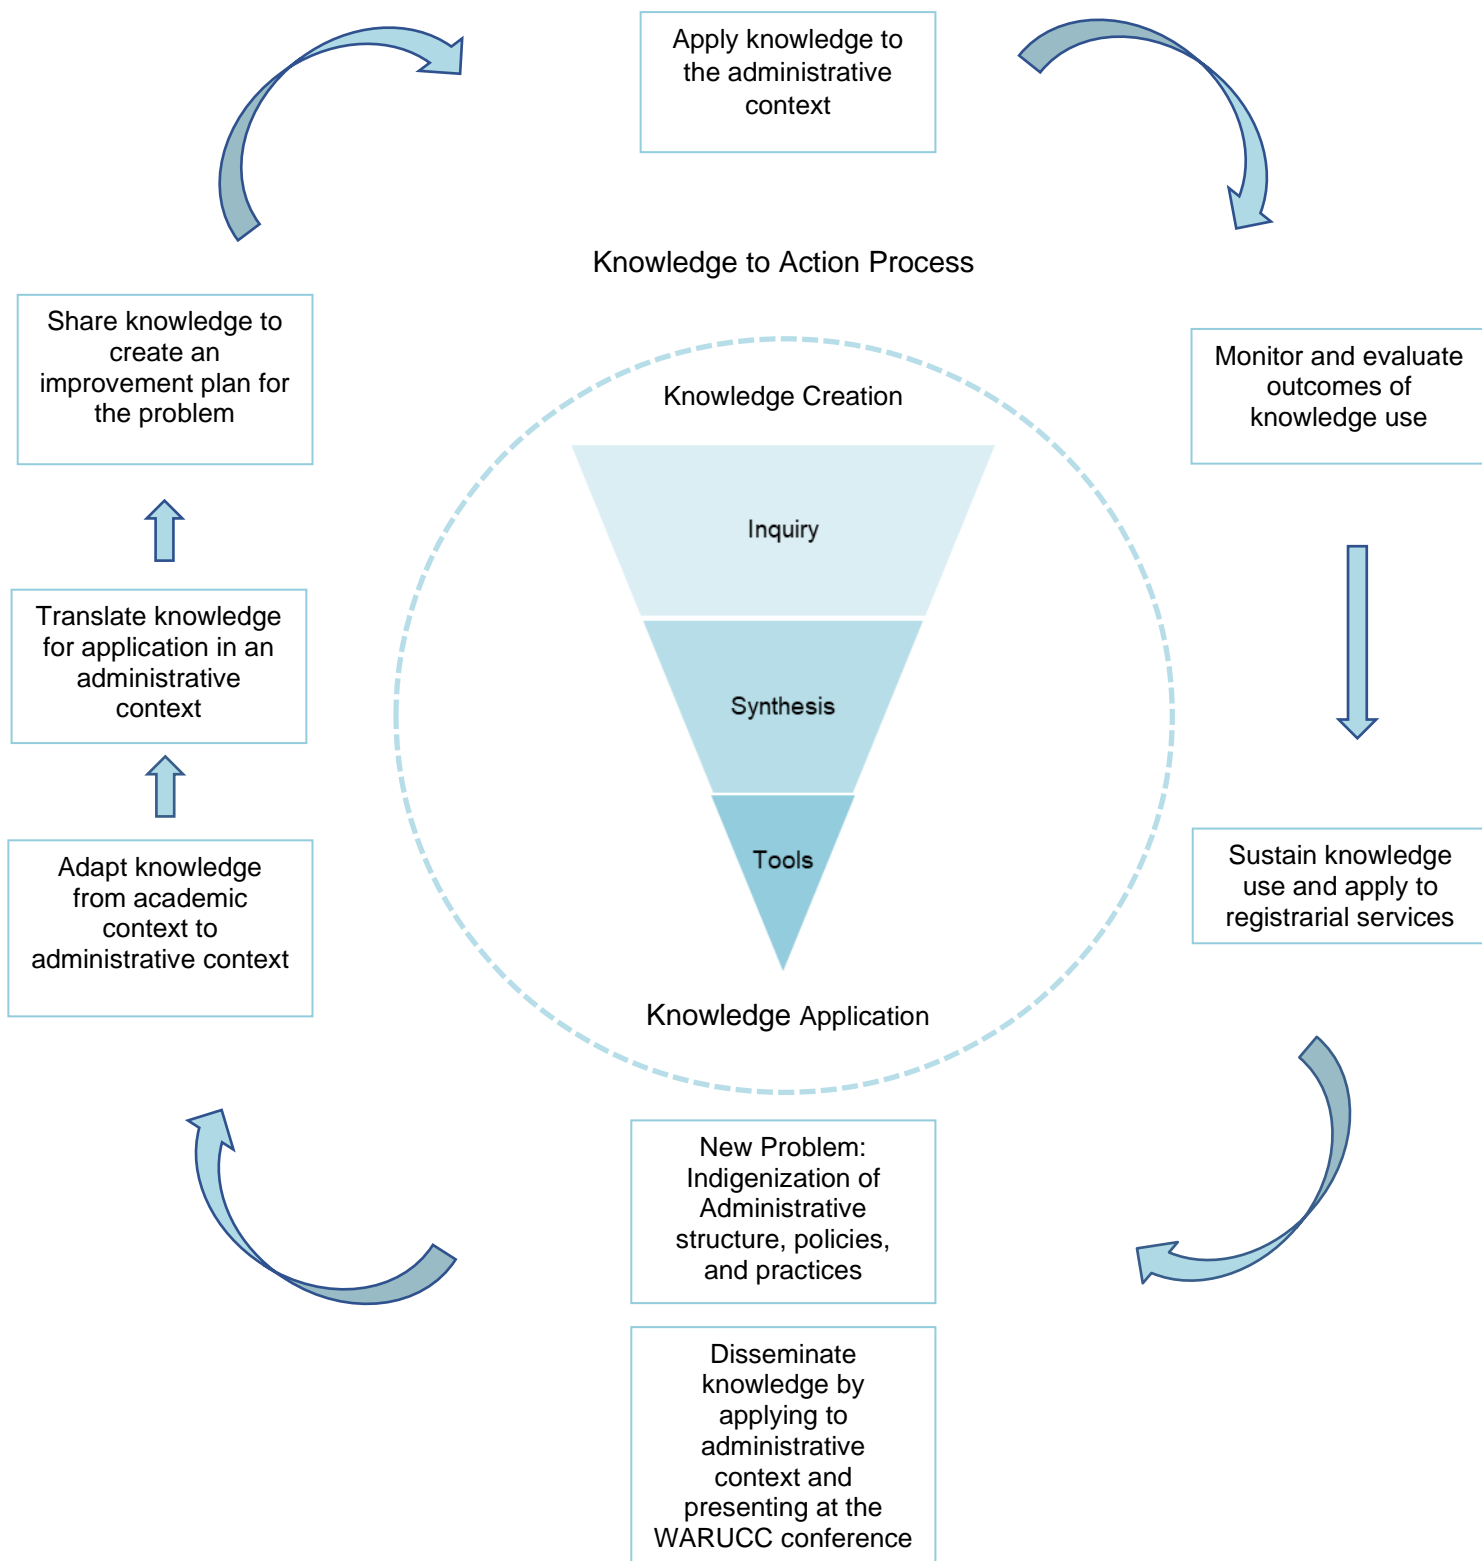 Apply knowledge to
the administrative
context
Knowledge to Action Process
Share knowledge to
create an
improvement plan for
the problem
Monitor and evaluate
outcomes of
knowledge use
Knowledge Creation
Inquiry
Translate knowledge
for application in an
administrative
context
Synthesis
Tools
Adapt knowledge
from academic
context to
administrative context
Sustain knowledge
use and apply to
registrarial services
Knowledge Application
New Problem:
Indigenization of
Administrative
structure, policies,
and practices
Disseminate
knowledge by
applying to
administrative
context and
presenting at the
WARUCC conference